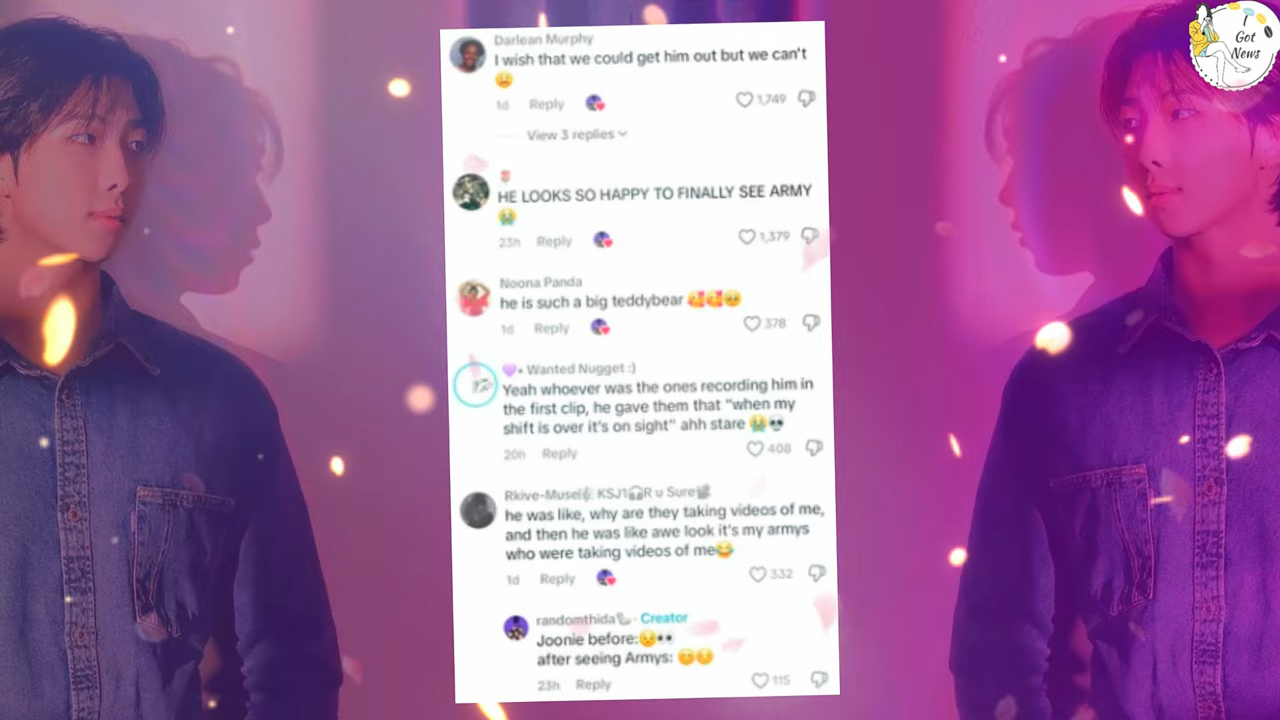 I
Got
News
Darlean Murphy
I wish that we could get him out but we can't
😩
1d Reply 1,749
View 3 replies
🌷
HE LOOKS SO HAPPY TO FINALLY SEE ARMY
😭
23h Reply 1,379
Noona Panda
he is such a big teddybear 🥰🥰🥺
1d Reply 378
💜• Wanted Nugget :)
Yeah whoever was the ones recording him in
the first clip, he gave them that "when my
shift is over it's on sight" ahh stare 😭💀
20h Reply 408
Rkive-Muse KSJ1 R u Sure
he was like, why are they taking videos of me,
and then he was like awe look it's my armys
who were taking videos of me😂
1d Reply 332
randomthida · Creator
Joonie before:😠👀
after seeing Armys: 😊😊
23h Reply 115